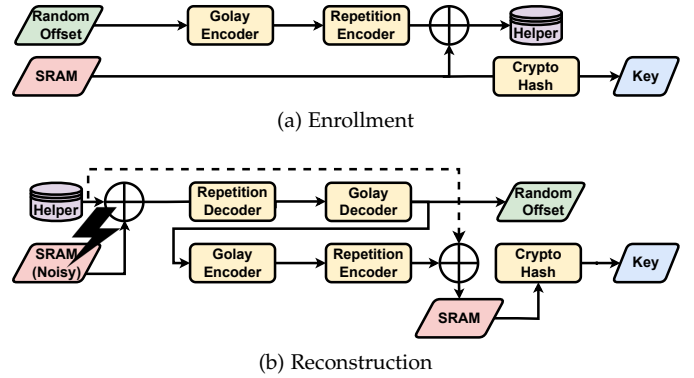 Random
Offset
Golay
Encoder
Repetition
Encoder
Helper
SRAM
Crypto
Hash
Key
(a) Enrollment
Helper
Repetition
Decoder
Golay
Decoder
Random
Offset
SRAM
(Noisy)
Golay
Encoder
Repetition
Encoder
Crypto
Hash
Key
SRAM
(b) Reconstruction